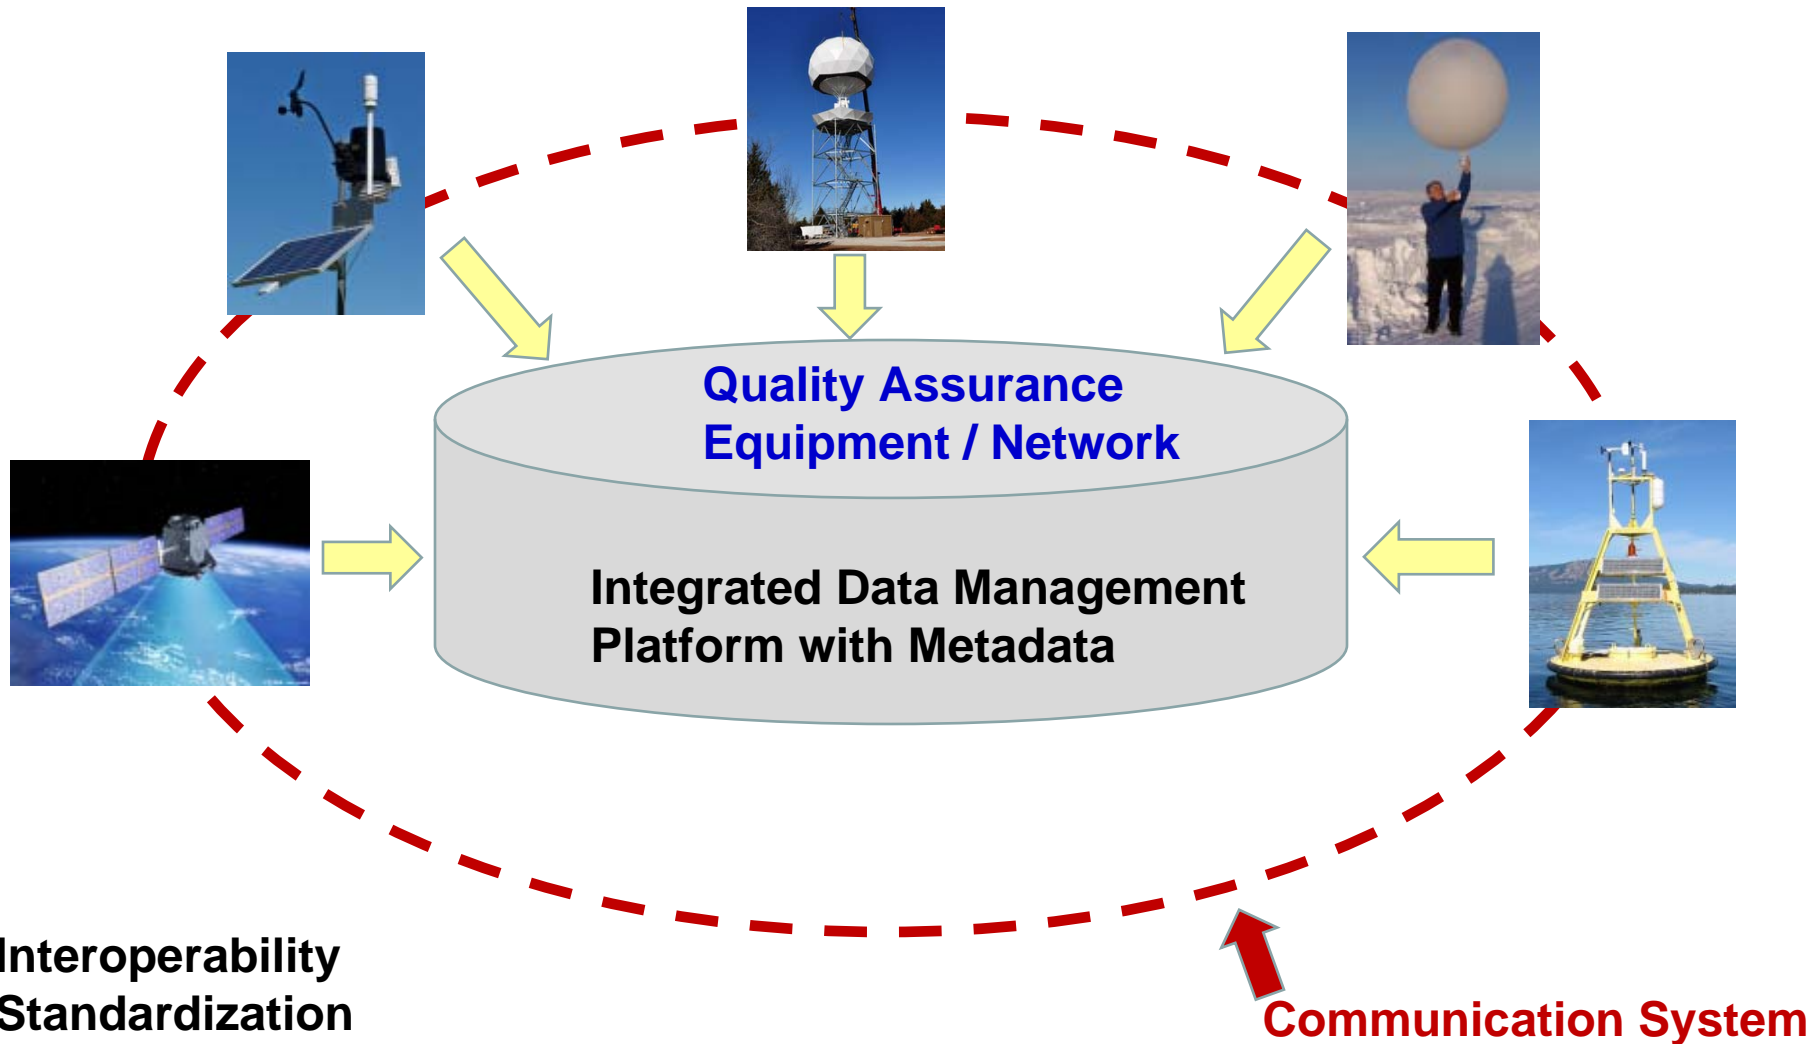 Quality Assurance
Equipment / Network
Integrated Data Management
Platform with Metadata
Interoperability
Standardization
Communication System